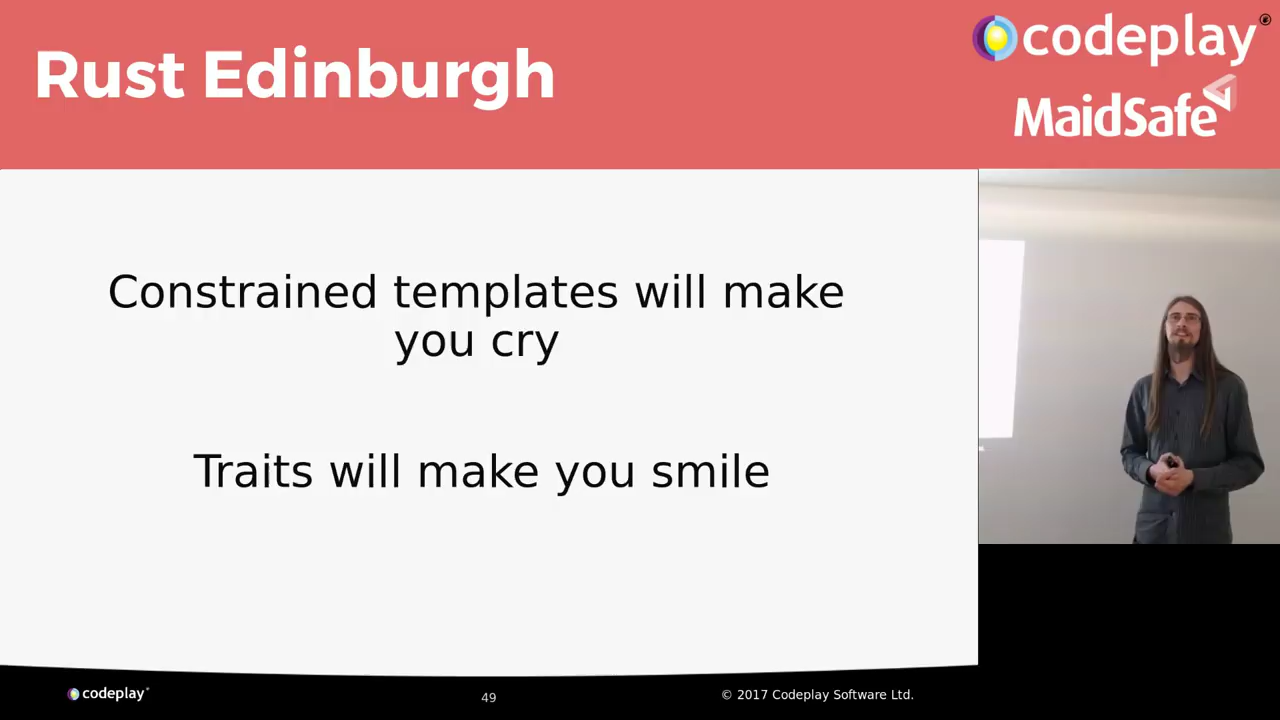 Rust Edinburgh
codeplay®
MaidSafe
Constrained templates will make
you cry
Traits will make you smile
codeplay®
49
© 2017 Codeplay Software Ltd.